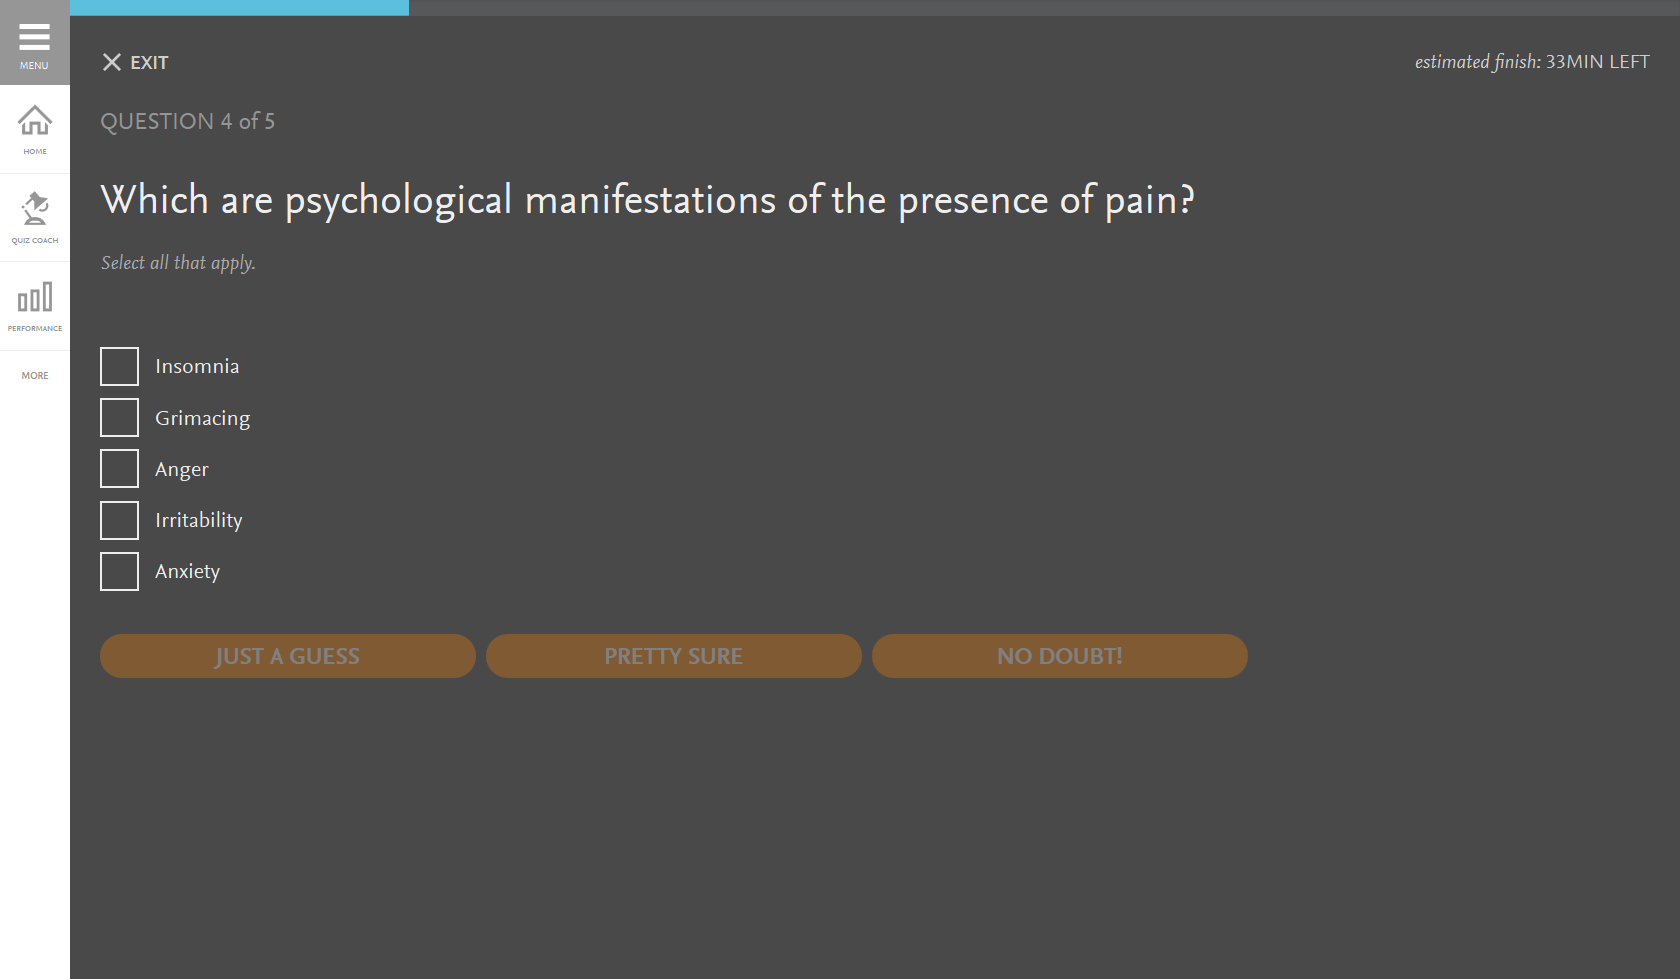 MENU
HOME
QUIZ COACH
PERFORMANCE
MORE
EXIT
estimated finish: 33MIN LEFT
QUESTION 4 of 5
Which are psychological manifestations of the presence of pain?
Select all that apply.
Insomnia
Grimacing
Anger
Irritability
Anxiety
JUST A GUESS
PRETTY SURE
NO DOUBT!